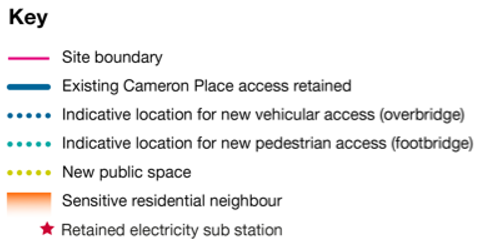 Key
Site boundary
Existing Cameron Place access retained
Indicative location for new vehicular access (overbridge)
Indicative location for new pedestrian access (footbridge)
New public space
Sensitive residential neighbour
Retained electricity sub station